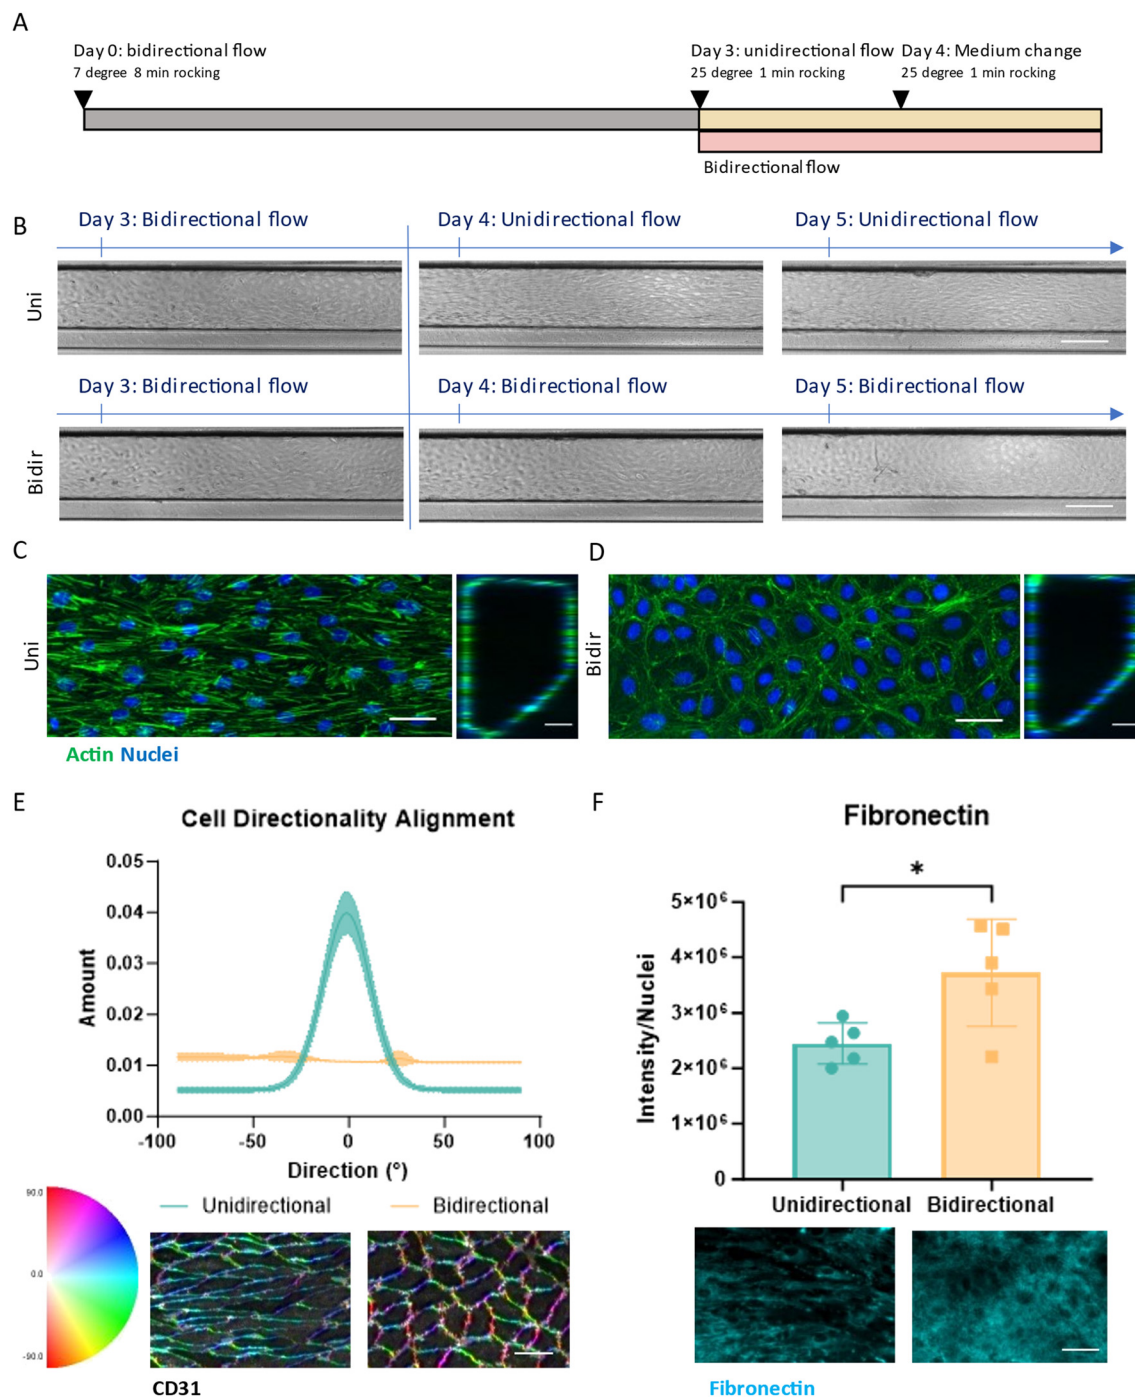 A
Day 0: bidirectional flow
7 degree 8 min rocking
Day 3: unidirectional flow
25 degree 1 min rocking
Day 4: Medium change
25 degree 1 min rocking
Bidirectional flow
B
Day 3: Bidirectional flow
Day 4: Unidirectional flow
Day 5: Unidirectional flow
Uni
Day 3: Bidirectional flow
Day 4: Bidirectional flow
Day 5: Bidirectional flow
Bidir
C
Uni
Actin Nuclei
D
Bidir
E
Cell Directionality Alignment
Amount
0.05
0.04
0.03
0.02
0.01
0.00
-100
-50
0
50
100
Direction (°)
Unidirectional
Bidirectional
90.0
0.0
-90.0
CD31
F
Fibronectin
*
Intensity/Nuclei
5×10⁶
4×10⁶
3×10⁶
2×10⁶
1×10⁶
0
Unidirectional
Bidirectional
Fibronectin